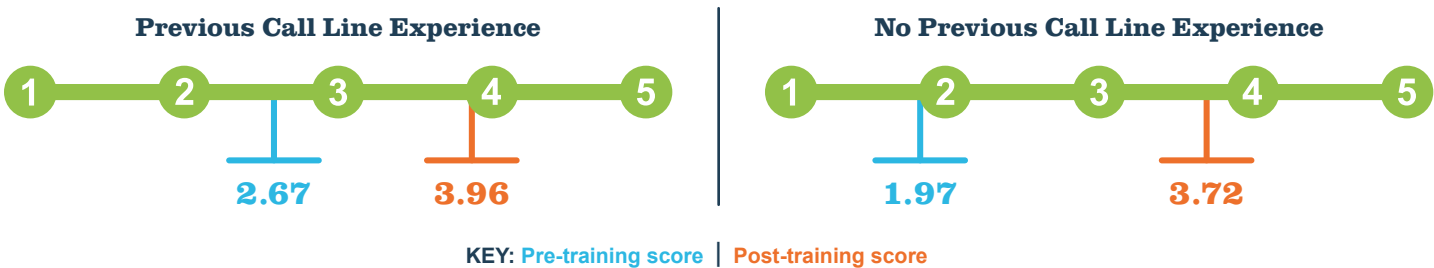 Previous Call Line Experience
1 2 3 4 5
2.67 3.96
No Previous Call Line Experience
1 2 3 4 5
1.97 3.72
KEY: Pre-training score | Post-training score